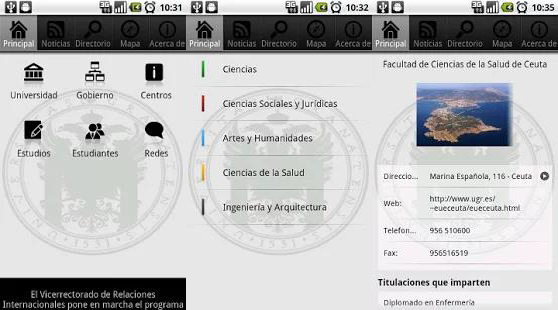 10:31
Principal
Noticias
Directorio
Mapa
Acerca de
Universidad
Gobierno
Centros
Estudios
Estudiantes
Redes
El Vicerrectorado de Relaciones
Internacionales pone en marcha el programa
10:32
Principal
Noticias
Directorio
Mapa
Acerca de
Ciencias
Ciencias Sociales y Jurídicas
Artes y Humanidades
Ciencias de la Salud
Ingeniería y Arquitectura
10:35
Principal
Noticias
Directorio
Mapa
Acerca de
Facultad de Ciencias de la Salud de Ceuta
Direccio... Marina Española, 116 - Ceuta
Web: http://www.ugr.es/
~eueceuta/eueceuta.html
Telefon... 956 510600
Fax: 956516519
Titulaciones que imparten
Diplomado en Enfermería